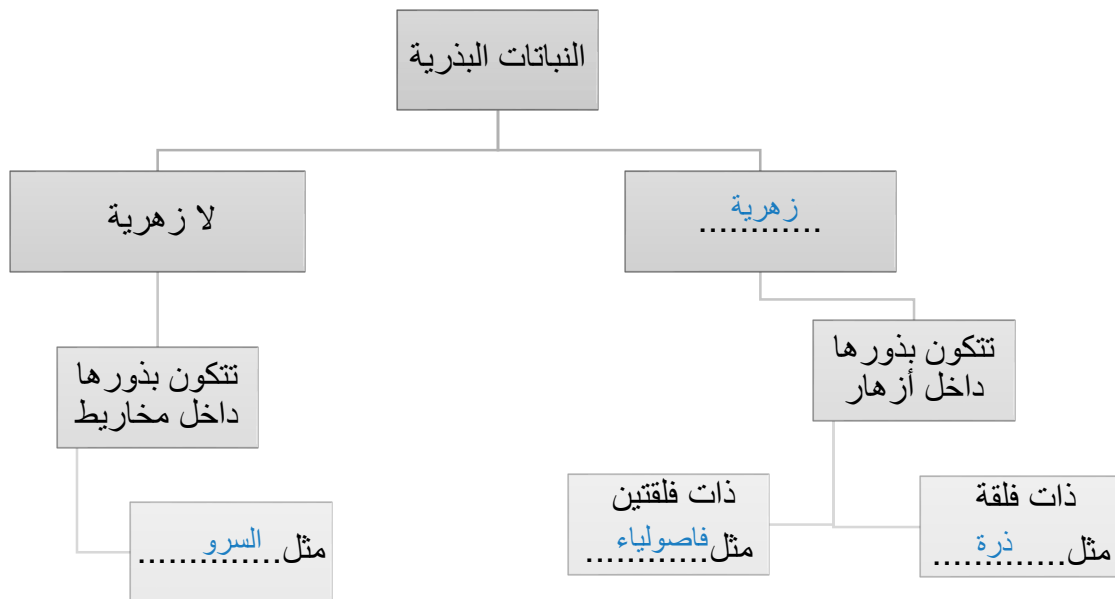 النباتات البذرية
زهرية
............
لا زهرية
تتكون بذورها
داخل أزهار
تتكون بذورها
داخل مخاريط
ذات فلقة
مثل.............ذرة
ذات فلقتين
مثل............فاصولياء
مثل..............السرو